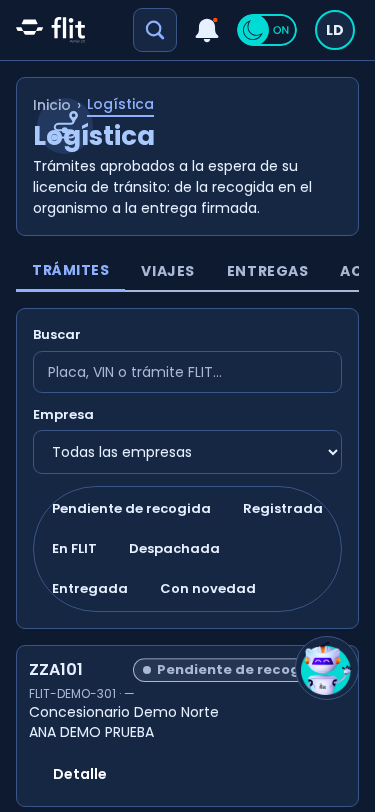 flit
ON
LD
Inicio › Logística
Logística
Trámites aprobados a la espera de su
licencia de tránsito: de la recogida en el
organismo a la entrega firmada.
TRÁMITES VIAJES ENTREGAS AC
Buscar
Placa, VIN o trámite FLIT...
Empresa
Todas las empresas
Pendiente de recogida Registrada
En FLIT Despachada
Entregada Con novedad
ZZA101 Pendiente de recog
FLIT-DEMO-301 · —
Concesionario Demo Norte
ANA DEMO PRUEBA
Detalle